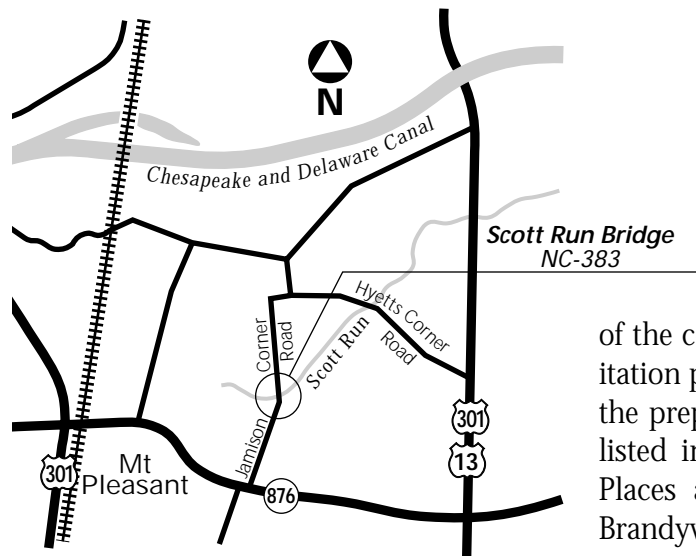 N
Chesapeake and Delaware Canal
Scott Run Bridge
NC-383
Hyetts Corner
Road
Corner
Road
Scott Run
Jamison
301
13
301
Mt
Pleasant
876
of the c
itation p
the prep
listed in
Places a
Brandyw